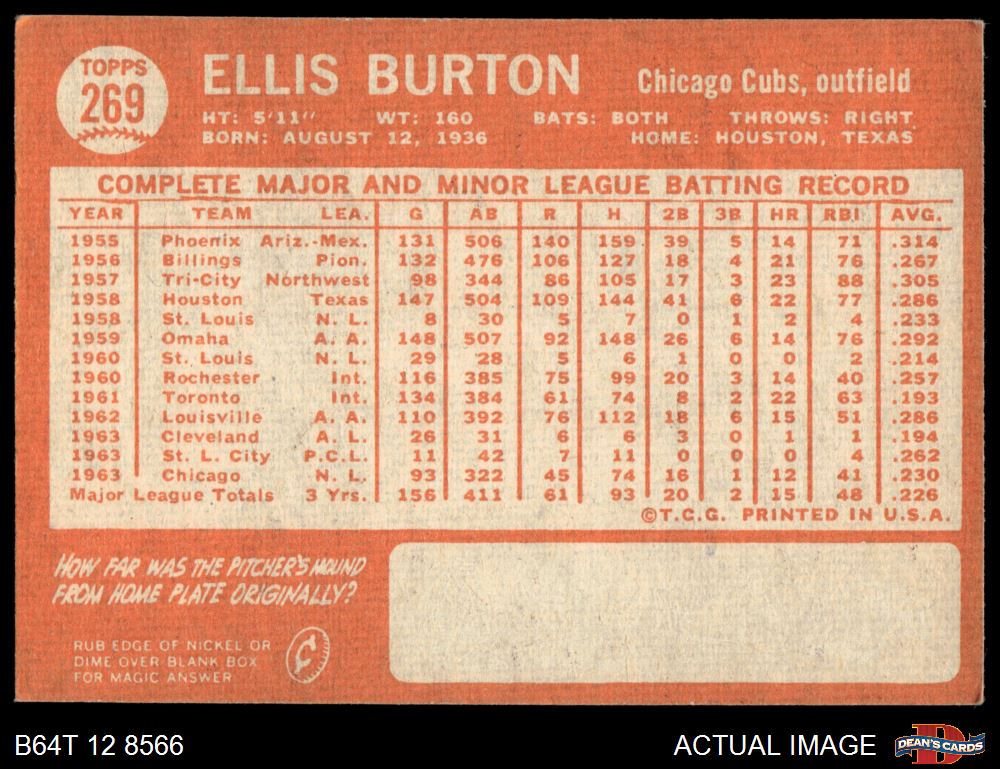 TOPPS
269
ELLIS BURTON Chicago Cubs, outfield
HT: 5'11" WT: 160 BATS: BOTH THROWS: RIGHT
BORN: AUGUST 12, 1936 HOME: HOUSTON, TEXAS
COMPLETE MAJOR AND MINOR LEAGUE BATTING RECORD
YEAR TEAM LEA. G AB R H 2B 3B HR RBI AVG.
1955 Phoenix Ariz.-Mex. 131 506 140 159 39 5 14 71 .314
1956 Billings Pion. 132 476 106 127 18 4 21 76 .267
1957 Tri-City Northwest 98 344 86 105 17 3 23 88 .305
1958 Houston Texas 147 504 109 144 41 6 22 77 .286
1958 St. Louis N. L. 8 30 5 7 0 1 2 4 .233
1959 Omaha A. A. 148 507 92 148 26 6 14 76 .292
1960 St. Louis N. L. 29 28 5 6 1 0 0 2 .214
1960 Rochester Int. 116 385 75 99 20 3 14 40 .257
1961 Toronto Int. 134 384 61 74 8 2 22 63 .193
1962 Louisville A. A. 110 392 76 112 18 6 15 51 .286
1963 Cleveland A. L. 26 31 6 6 3 0 1 1 .194
1963 St. L. City P.C.L. 11 42 7 11 0 0 0 4 .262
1963 Chicago N. L. 93 322 45 74 16 1 12 41 .230
Major League Totals 3 Yrs. 156 411 61 93 20 2 15 48 .226
©T.C.G. PRINTED IN U.S.A.
HOW FAR WAS THE PITCHER'S MOUND
FROM HOME PLATE ORIGINALLY?
RUB EDGE OF NICKEL OR
DIME OVER BLANK BOX
FOR MAGIC ANSWER
B64T 12 8566 ACTUAL IMAGE DEAN'S CARDS